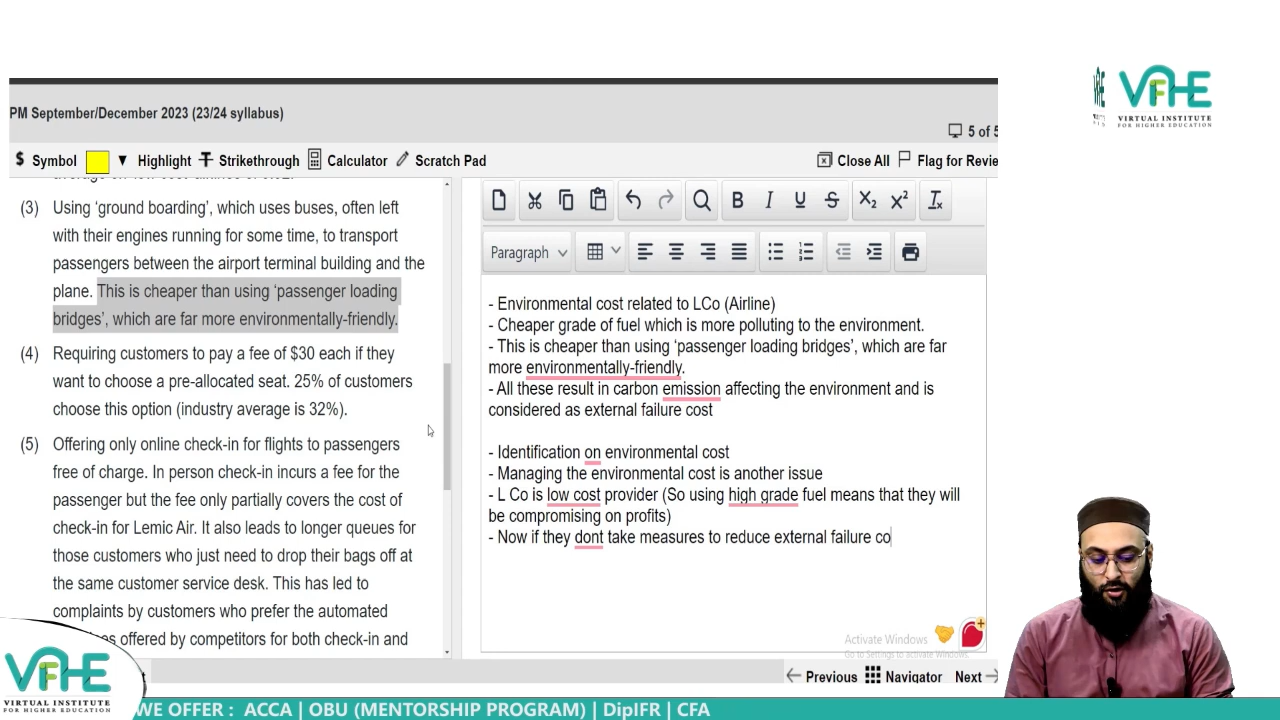 VFHE
VIRTUAL INSTITUTE
FOR HIGHER EDUCATION
PM September/December 2023 (23/24 syllabus)
5 of 5
$ Symbol Highlight Strikethrough Calculator Scratch Pad
Close All Flag for Revie
(3) Using ‘ground boarding’, which uses buses, often left
with their engines running for some time, to transport
passengers between the airport terminal building and the
plane. This is cheaper than using ‘passenger loading
bridges’, which are far more environmentally-friendly.
(4) Requiring customers to pay a fee of $30 each if they
want to choose a pre-allocated seat. 25% of customers
choose this option (industry average is 32%).
(5) Offering only online check-in for flights to passengers
free of charge. In person check-in incurs a fee for the
passenger but the fee only partially covers the cost of
check-in for Lemic Air. It also leads to longer queues for
those customers who just need to drop their bags off at
the same customer service desk. This has led to
complaints by customers who prefer the automated
as offered by competitors for both check-in and
B I U S X₂ X² Ix
Paragraph
- Environmental cost related to LCo (Airline)
- Cheaper grade of fuel which is more polluting to the environment.
- This is cheaper than using ‘passenger loading bridges’, which are far
more environmentally-friendly.
- All these result in carbon emission affecting the environment and is
considered as external failure cost
- Identification on environmental cost
- Managing the environmental cost is another issue
- L Co is low cost provider (So using high grade fuel means that they will
be compromising on profits)
- Now if they dont take measures to reduce external failure co
Activate Windows
Go to Settings to activate Windows.
Previous Navigator Next
VFHE
VIRTUAL INSTITUTE
FOR HIGHER EDUCATION
WE OFFER : ACCA | OBU (MENTORSHIP PROGRAM) | DipIFR | CFA